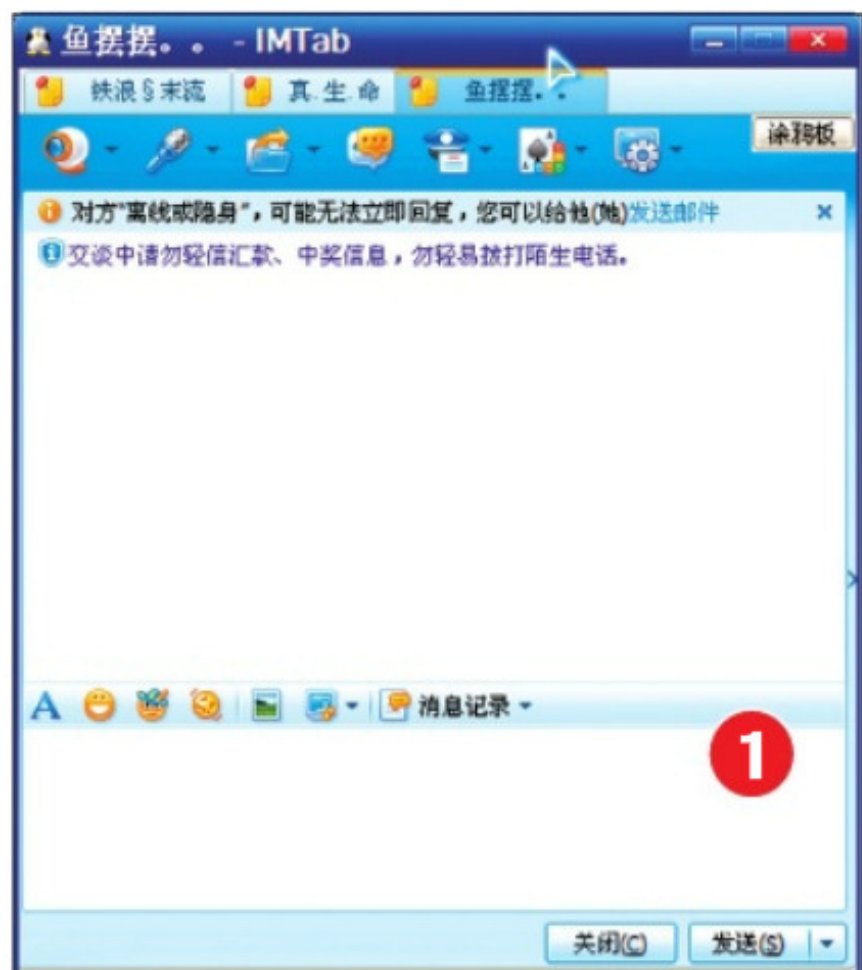 鱼摆摆。。 - IMTab
铁浪§末流 真.生.命 鱼摆摆. .
涂鸦板
对方"离线或隐身"，可能无法立即回复，您可以给他(她)发送邮件
交谈中请勿轻信汇款、中奖信息，勿轻易拨打陌生电话。
A 消息记录
1
关闭(C) 发送(S)